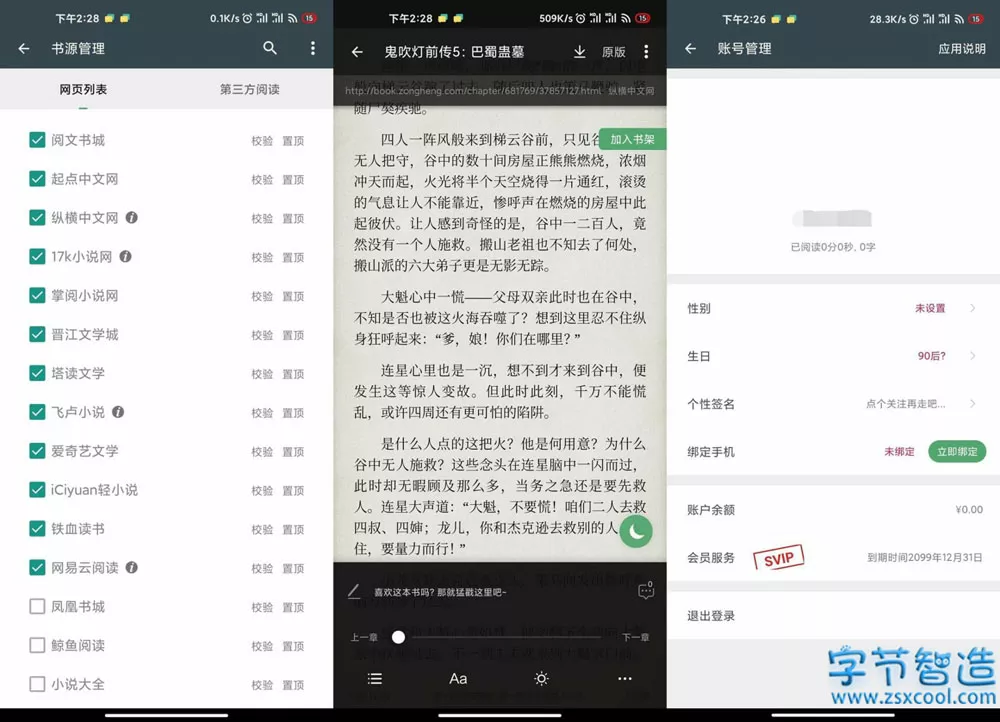 下午2:28
0.1K/s
15
书源管理
网页列表
第三方阅读
阅文书城 校验 置顶
起点中文网 校验 置顶
纵横中文网 校验 置顶
17k小说网 校验 置顶
掌阅小说网 校验 置顶
晋江文学城 校验 置顶
塔读文学 校验 置顶
飞卢小说 校验 置顶
爱奇艺文学 校验 置顶
iCiyuan轻小说 校验 置顶
铁血读书 校验 置顶
网易云阅读 校验 置顶
凤凰书城 校验 置顶
鲸鱼阅读 校验 置顶
小说大全 校验 置顶
下午2:28
509K/s
15
鬼吹灯前传5：巴蜀蛊墓
原版
http://book.zongheng.com/chapter/681769/37857127.html · 纵横中文网
随尸獒疾驰。
加入书架
四人一阵风般来到梯云谷前，只见谷
无人把守，谷中的数十间房屋正熊熊燃烧，浓烟
冲天而起，火光将半个天空烧得一片通红，滚烫
的气息让人不能靠近，惨呼声在燃烧的房屋中此
起彼伏。让人感到奇怪的是，谷中一二百人，竟
然没有一个人施救。搬山老祖也不知去了何处，
搬山派的六大弟子更是无影无踪。
大魁心中一慌——父母双亲此时也在谷中，
不知是否也被这火海吞噬了？想到这里忍不住纵
身狂呼起来：“爹，娘！你们在哪里？”
连星心里也是一沉，想不到才来到谷中，便
发生这等惊人变故。但此时此刻，千万不能慌
乱，或许四周还有更可怕的陷阱。
是什么人点的这把火？他是何用意？为什么
谷中无人施救？这些念头在连星脑中一闪而过，
此时却无暇顾及那么多，当务之急还是要先救
人。连星大声道：“大魁，不要慌！咱们二人去救
四叔、四婶；龙儿，你和杰克逊去救别的人
住，要量力而行！”
喜欢这本书吗？那就猛戳这里吧~
0
上一章
下一章
Aa
下午2:26
28.3K/s
15
账号管理
应用说明
已阅读0分0秒, 0字
性别 未设置
生日 90后?
个性签名 点个关注再走吧...
绑定手机 未绑定 立即绑定
账户余额 ¥0.00
会员服务 SVIP 到期时间2099年12月31日
退出登录
字节智造
www.zsxcool.com